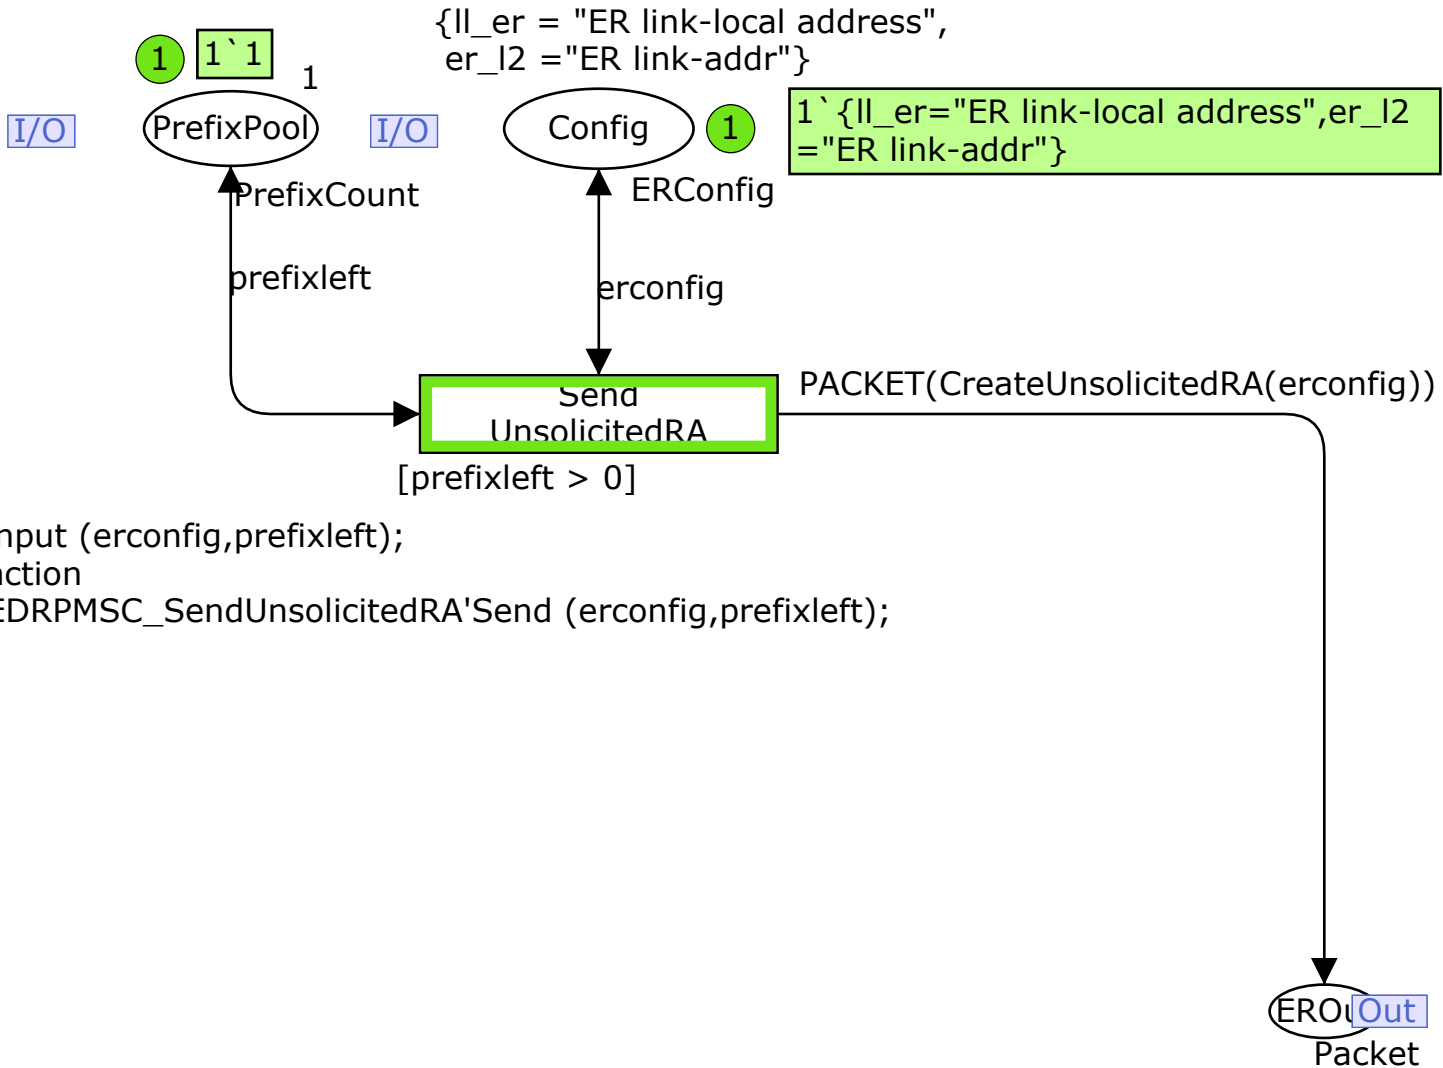 {ll_er = "ER link-local address",
er_l2 ="ER link-addr"}
1
1`1
1
I/O
PrefixPool
I/O
Config
1
1`{ll_er="ER link-local address",er_l2
="ER link-addr"}
PrefixCount
ERConfig
prefixleft
erconfig
Send
UnsolicitedRA
PACKET(CreateUnsolicitedRA(erconfig))
[prefixleft > 0]
nput (erconfig,prefixleft);
action
EDRPMSC_SendUnsolicitedRA'Send (erconfig,prefixleft);
EROu
Out
Packet